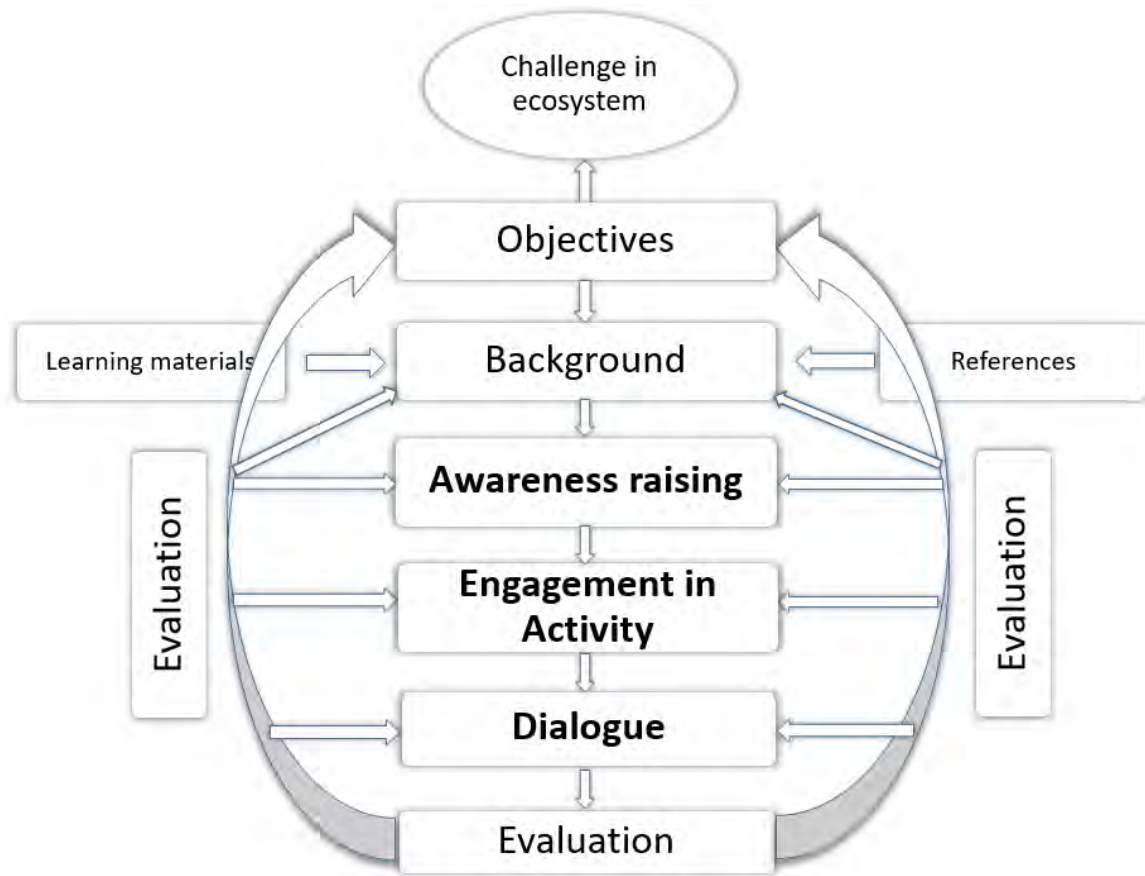 Challenge in
ecosystem
Objectives
Learning materials
Background
References
Awareness raising
Evaluation
Evaluation
Engagement in
Activity
Dialogue
Evaluation